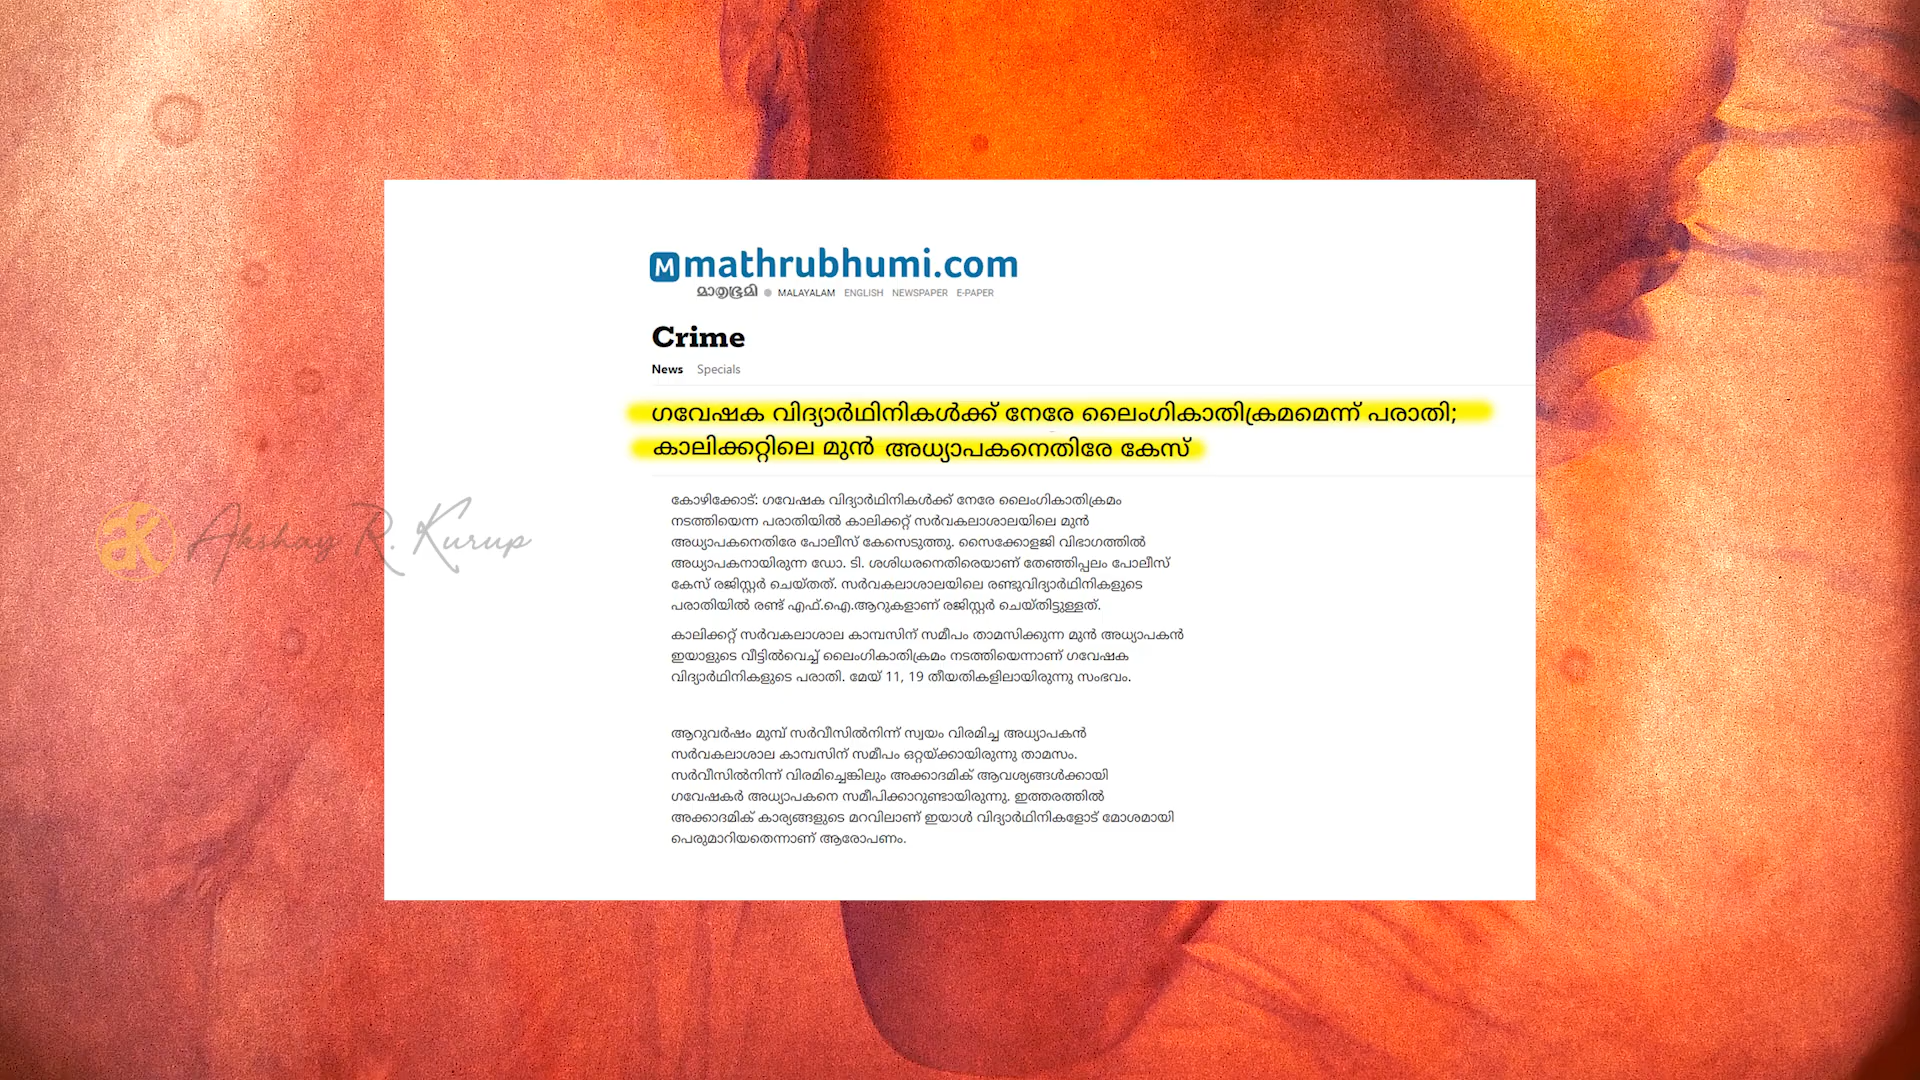 mathrubhumi.com
മാതൃഭൂമി MALAYALAM ENGLISH NEWSPAPER E-PAPER
Crime
News Specials
ഗവേഷക വിദ്യാർഥിനികൾക്ക് നേരേ ലൈംഗികാതിക്രമമെന്ന് പരാതി;
കാലിക്കറ്റിലെ മുൻ അധ്യാപകനെതിരേ കേസ്
കോഴിക്കോട്: ഗവേഷക വിദ്യാർഥിനികൾക്ക് നേരേ ലൈംഗികാതിക്രമം
നടത്തിയെന്ന പരാതിയിൽ കാലിക്കറ്റ് സർവകലാശാലയിലെ മുൻ
അധ്യാപകനെതിരേ പോലീസ് കേസെടുത്തു. സൈക്കോളജി വിഭാഗത്തിൽ
അധ്യാപകനായിരുന്ന ഡോ. ടി. ശശിധരനെതിരെയാണ് തേഞ്ഞിപ്പലം പോലീസ്
കേസ് രജിസ്റ്റർ ചെയ്തത്. സർവകലാശാലയിലെ രണ്ടുവിദ്യാർഥിനികളുടെ
പരാതിയിൽ രണ്ട് എഫ്.ഐ.ആറുകളാണ് രജിസ്റ്റർ ചെയ്തിട്ടുള്ളത്.
കാലിക്കറ്റ് സർവകലാശാല കാമ്പസിന് സമീപം താമസിക്കുന്ന മുൻ അധ്യാപകൻ
ഇയാളുടെ വീട്ടിൽവെച്ച് ലൈംഗികാതിക്രമം നടത്തിയെന്നാണ് ഗവേഷക
വിദ്യാർഥിനികളുടെ പരാതി. മേയ് 11, 19 തീയതികളിലായിരുന്നു സംഭവം.
ആറുവർഷം മുമ്പ് സർവീസിൽനിന്ന് സ്വയം വിരമിച്ച അധ്യാപകൻ
സർവകലാശാല കാമ്പസിന് സമീപം ഒറ്റയ്ക്കായിരുന്നു താമസം.
സർവീസിൽനിന്ന് വിരമിച്ചെങ്കിലും അക്കാദമിക് ആവശ്യങ്ങൾക്കായി
ഗവേഷകർ അധ്യാപകനെ സമീപിക്കാറുണ്ടായിരുന്നു. ഇത്തരത്തിൽ
അക്കാദമിക് കാര്യങ്ങളുടെ മറവിലാണ് ഇയാൾ വിദ്യാർഥിനികളോട് മോശമായി
പെരുമാറിയതെന്നാണ് ആരോപണം.
Akshay R. Kurup